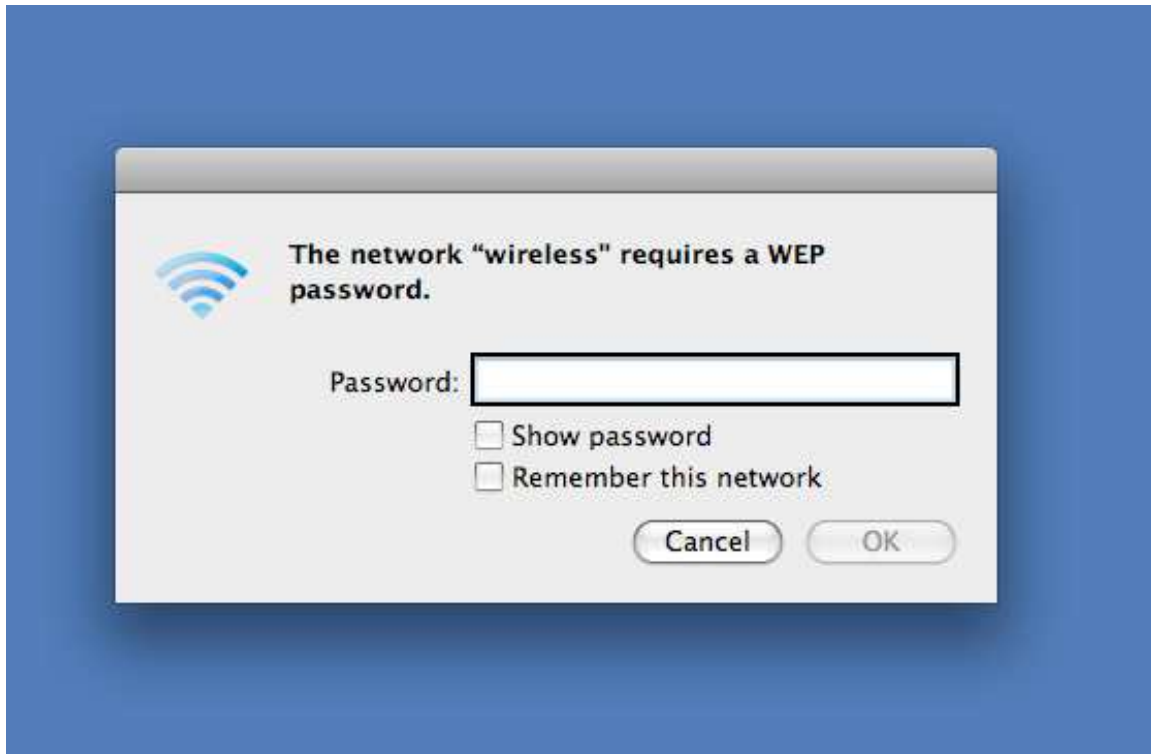 The network “wireless" requires a WEP
password.
Password:
Show password
Remember this network
Cancel OK